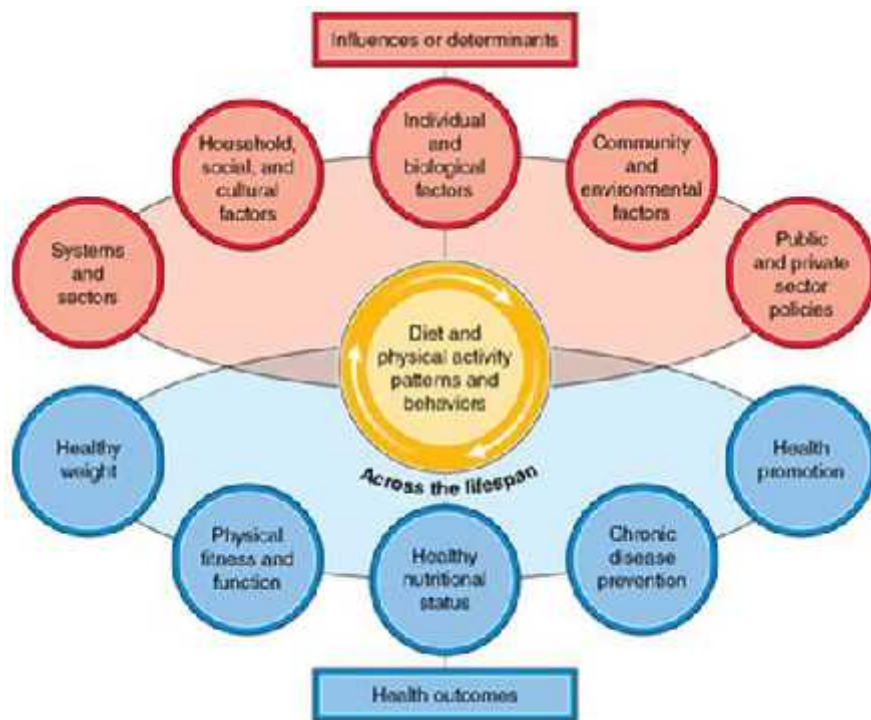 Influences or determinants
Individual
and
biological
factors
Household,
social, and
cultural
factors
Community
and
environmental
factors
Systems
and
sectors
Public
and private
sector
policies
Diet and
physical activity
patterns and
behaviors
Across the lifespan
Healthy
weight
Health
promotion
Physical
fitness and
function
Healthy
nutritional
status
Chronic
disease
prevention
Health outcomes